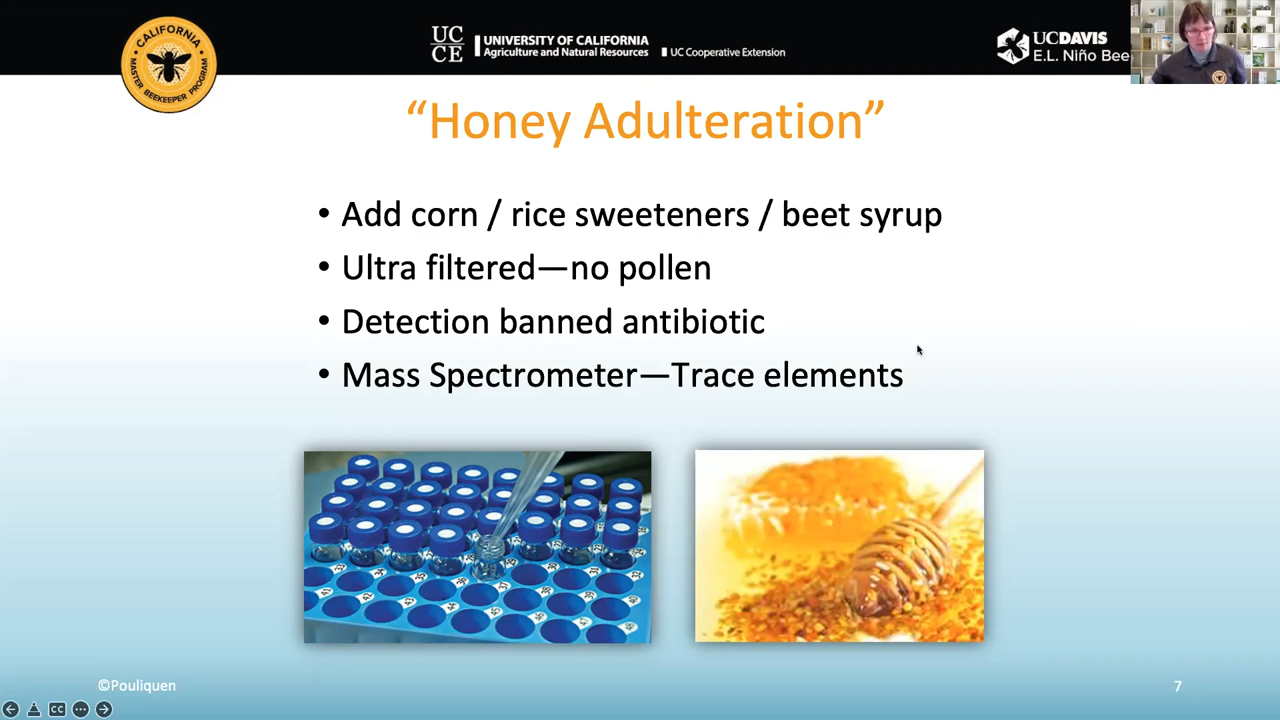 CALIFORNIA
MASTER BEEKEEPER PROGRAM
UC
CE
UNIVERSITY OF CALIFORNIA
Agriculture and Natural Resources
UC Cooperative Extension
UCDAVIS
E.L. Niño Bee
“Honey Adulteration”
• Add corn / rice sweeteners / beet syrup
• Ultra filtered—no pollen
• Detection banned antibiotic
• Mass Spectrometer—Trace elements
©Pouliquen
7
CC